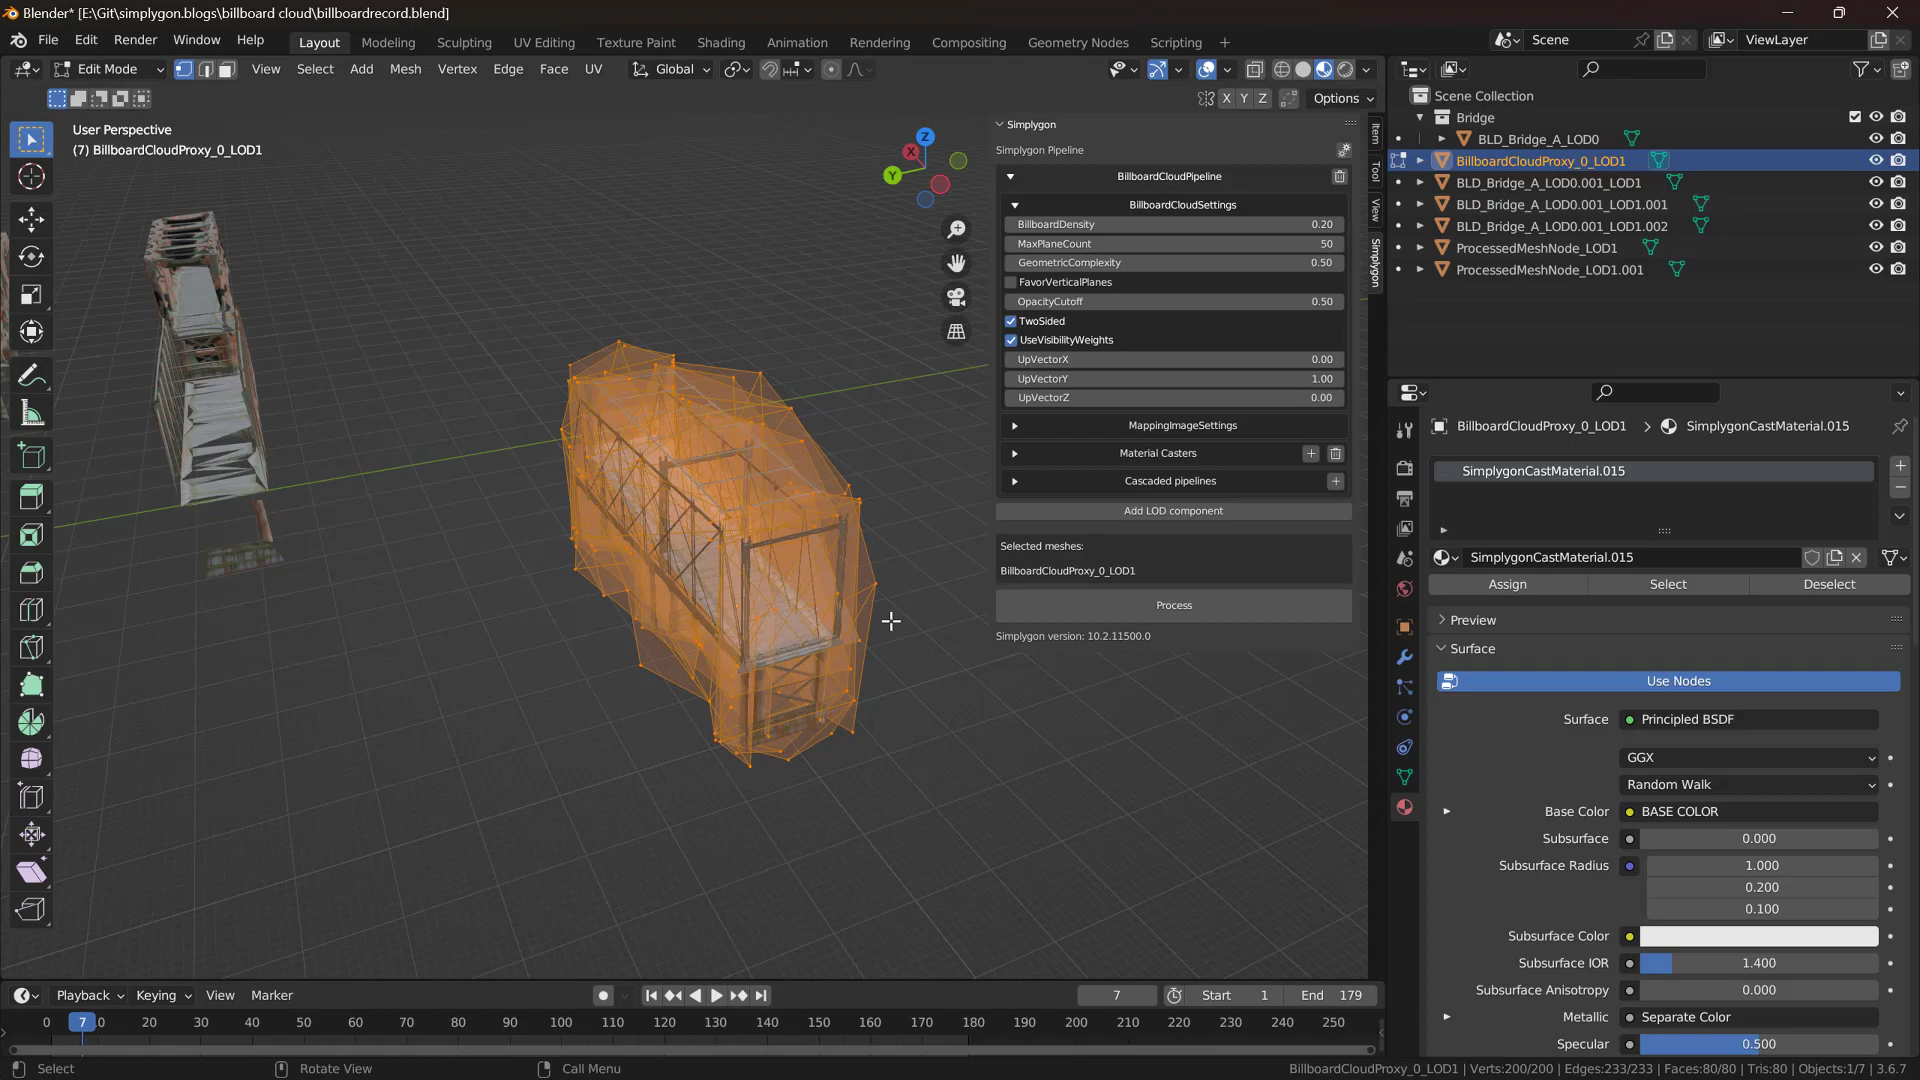 Blender* [E:\Git\simplygon.blogs\billboard cloud\billboardrecord.blend]
File Edit Render Window Help Layout Modeling Sculpting UV Editing Texture Paint Shading Animation Rendering Compositing Geometry Nodes Scripting + Scene ViewLayer
Edit Mode View Select Add Mesh Vertex Edge Face UV Global
X Y Z Options
User Perspective
(7) BillboardCloudProxy_0_LOD1
Z
X
Y
Simplygon
Simplygon Pipeline
BillboardCloudPipeline
BillboardCloudSettings
BillboardDensity 0.20
MaxPlaneCount 50
GeometricComplexity 0.50
FavorVerticalPlanes
OpacityCutoff 0.50
TwoSided
UseVisibilityWeights
UpVectorX 0.00
UpVectorY 1.00
UpVectorZ 0.00
MappingImageSettings
Material Casters
Cascaded pipelines
Add LOD component
Selected meshes:
BillboardCloudProxy_0_LOD1
Process
Simplygon version: 10.2.11500.0
Item
Tool
View
Simplygon
Scene Collection
Bridge
BLD_Bridge_A_LOD0
BillboardCloudProxy_0_LOD1
BLD_Bridge_A_LOD0.001_LOD1
BLD_Bridge_A_LOD0.001_LOD1.001
BLD_Bridge_A_LOD0.001_LOD1.002
ProcessedMeshNode_LOD1
ProcessedMeshNode_LOD1.001
BillboardCloudProxy_0_LOD1 > SimplygonCastMaterial.015
SimplygonCastMaterial.015
SimplygonCastMaterial.015
Assign Select Deselect
Preview
Surface
Use Nodes
Surface Principled BSDF
GGX
Random Walk
Base Color BASE COLOR
Subsurface 0.000
Subsurface Radius 1.000
0.200
0.100
Subsurface Color
Subsurface IOR 1.400
Subsurface Anisotropy 0.000
Metallic Separate Color
Specular 0.500
Playback Keying View Marker 7 Start 1 End 179
0 7 20 30 40 50 60 70 80 90 100 110 120 130 140 150 160 170 180 190 200 210 220 230 240 250
Select Rotate View Call Menu BillboardCloudProxy_0_LOD1 | Verts:200/200 | Edges:233/233 | Faces:80/80 | Tris:80 | Objects:1/7 | 3.6.7